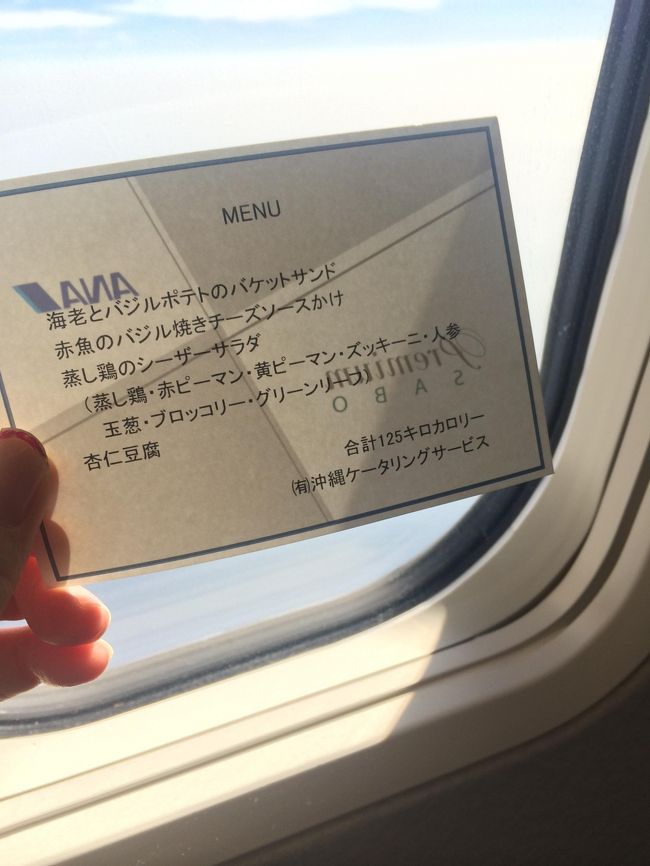 MENU
ANA
海老とバジルポテトのバケットサンド
赤魚のバジル焼きチーズソースかけ
蒸し鶏のシーザーサラダ
(蒸し鶏・赤ピーマン・黄ピーマン・ズッキーニ・人参
玉葱・ブロッコリー・グリーンリーフ)
杏仁豆腐
Premium
SABO
合計125キロカロリー
㈲沖縄ケータリングサービス